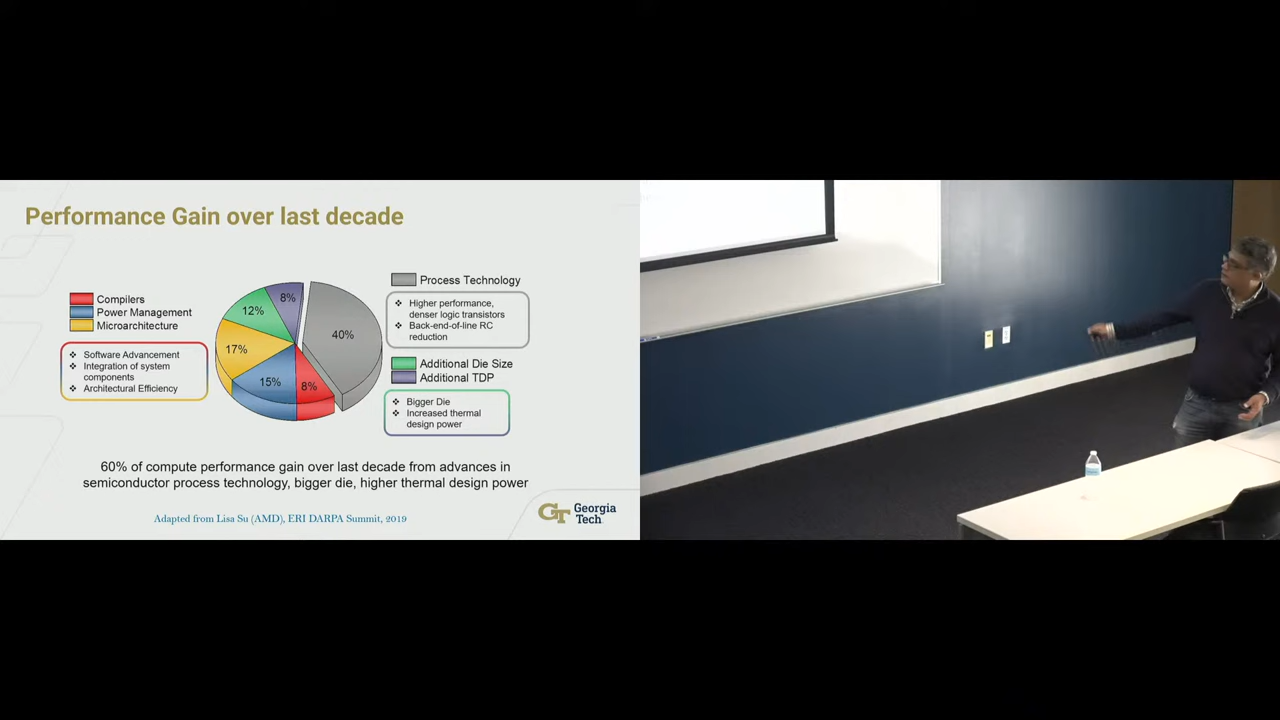 Performance Gain over last decade
Compilers
Power Management
Microarchitecture
❖ Software Advancement
❖ Integration of system
components
❖ Architectural Efficiency
8%
12%
17%
15%
8%
40%
Process Technology
❖ Higher performance,
denser logic transistors
❖ Back-end-of-line RC
reduction
Additional Die Size
Additional TDP
❖ Bigger Die
❖ Increased thermal
design power
60% of compute performance gain over last decade from advances in
semiconductor process technology, bigger die, higher thermal design power
Adapted from Lisa Su (AMD), ERI DARPA Summit, 2019
GT Georgia
Tech